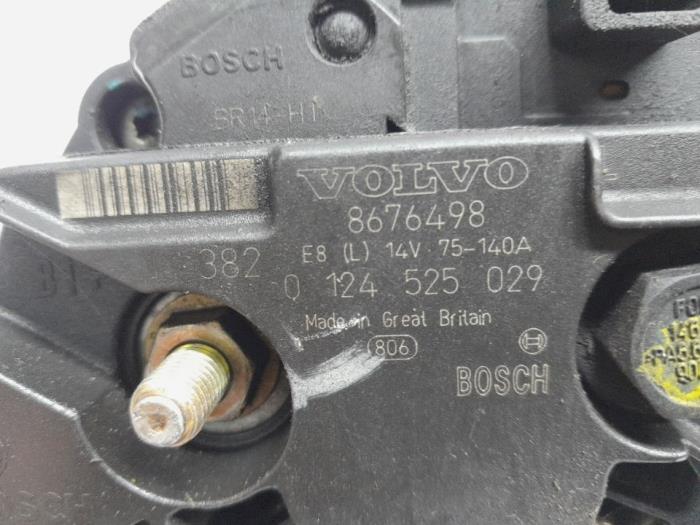 BOSCH
SR14-H1
VOLVO
8676498
E8 (L) 14V 75-140A
382
0 124 525 029
Made in Great Britain
806
BOSCH